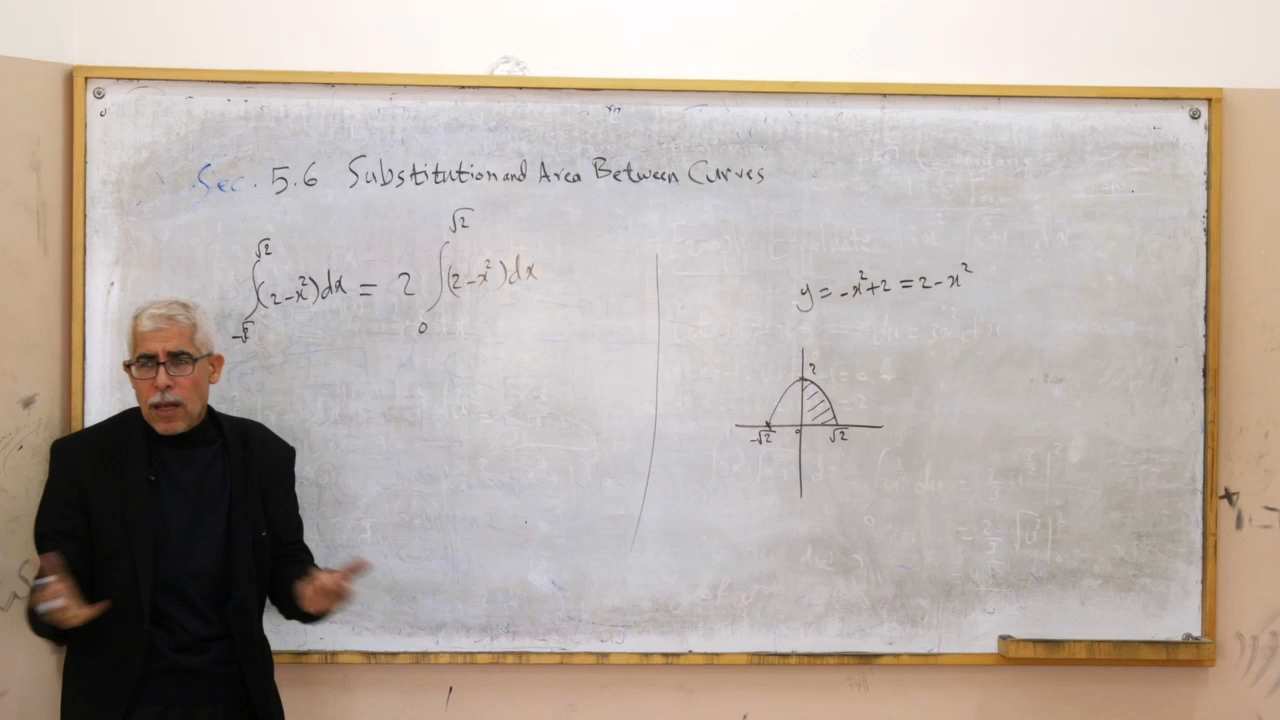 Sec. 5.6 Substitution and Area Between Curves
√2
∫(2-x²)dx = 2 ∫(2-x²)dx
-√2
√2
0
y = -x²+2 = 2-x²
2
-√2 0 √2